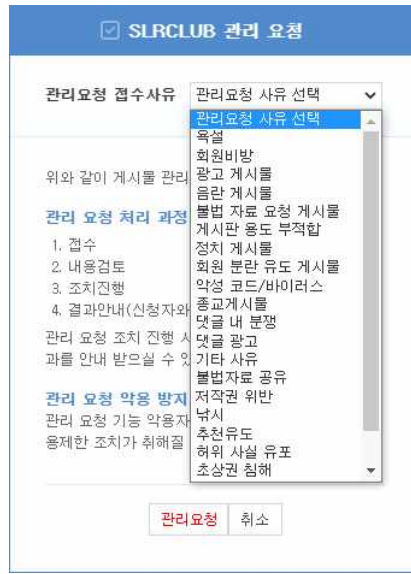 SLRCLUB 관리 요청
관리요청 접수사유 관리요청 사유 선택
관리요청 사유 선택
욕설
회원비방
광고 게시물
음란 게시물
불법 자료 요청 게시물
게시판 용도 부적합
정치 게시물
회원 분란 유도 게시물
악성 코드/바이러스
종교게시물
댓글 내 분쟁
댓글 광고
기타 사유
불법자료 공유
저작권 위반
낚시
추천유도
허위 사실 유포
초상권 침해
위와 같이 게시물 관리
관리 요청 처리 과정
1. 접수
2. 내용검토
3. 조치진행
4. 결과안내(신청자와
관리 요청 조치 진행 시
과를 안내 받으실 수 있
관리 요청 악용 방지
관리 요청 기능 악용자
용제한 조치가 취해질
관리요청 취소